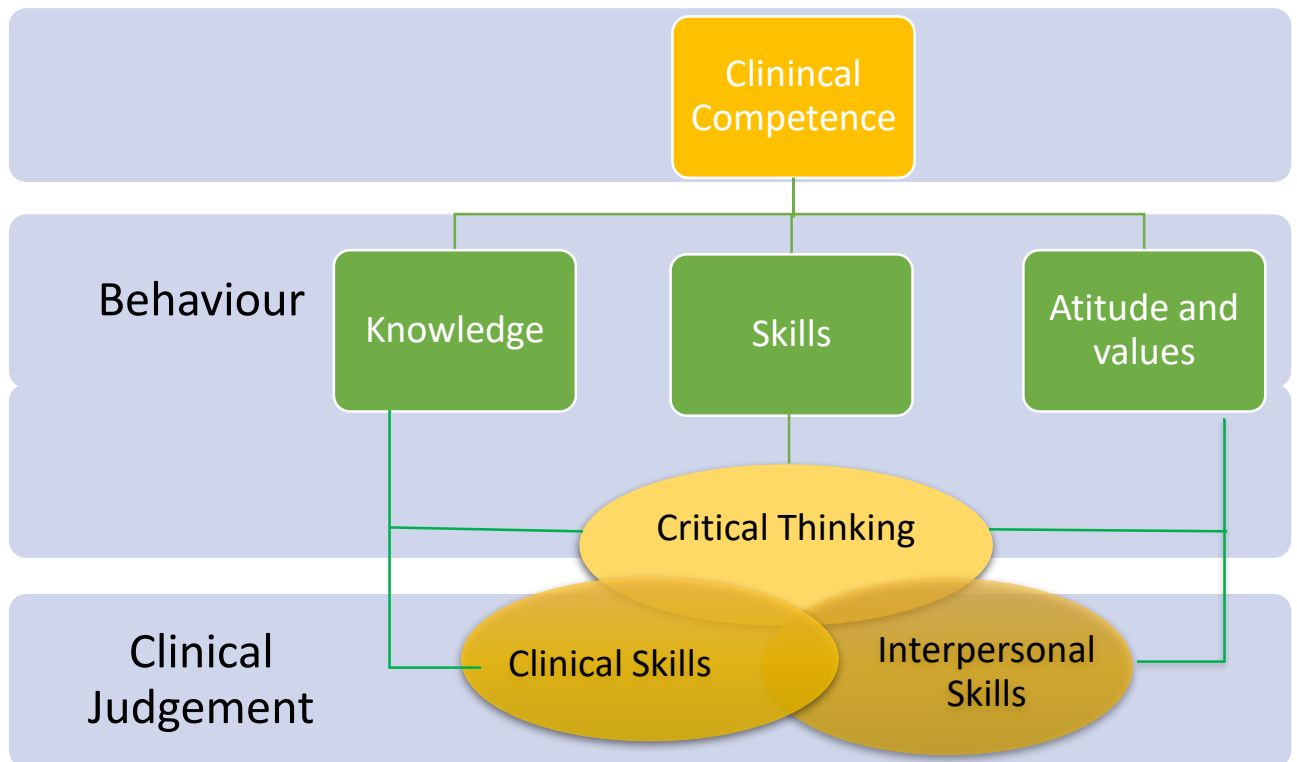 Clinincal
Competence
Behaviour
Knowledge
Skills
Atitude and
values
Critical Thinking
Clinical
Judgement
Clinical Skills
Interpersonal
Skills